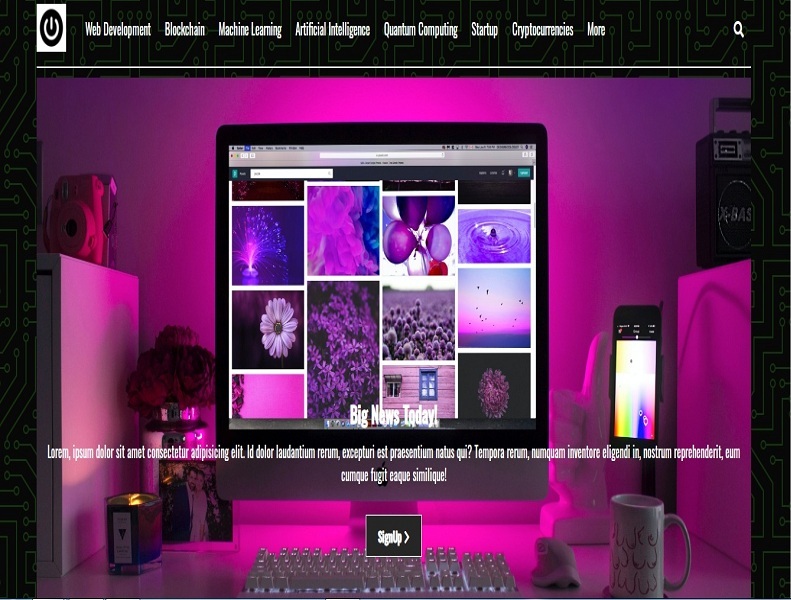 Web Development Blockchain Machine Learning Artificial Intelligence Quantum Computing Startup Cryptocurrencies More
X-BAS
Big News Today!
Lorem, ipsum dolor sit amet consectetur adipisicing elit. Id dolor laudantium rerum, excepturi est praesentium natus qui? Tempora rerum, numquam inventore eligendi in, nostrum reprehenderit, eum
cumque fugit eaque similique!
SignUp